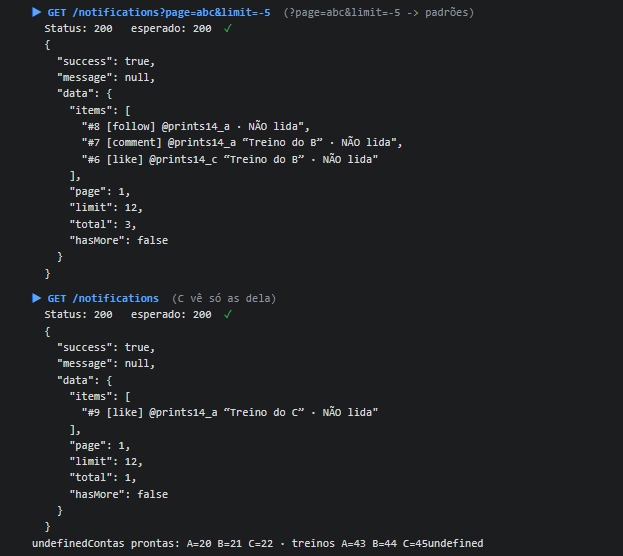 ▶ GET /notifications?page=abc&limit=-5 (?page=abc&limit=-5 -> padrões)
Status: 200 esperado: 200 ✓
{
"success": true,
"message": null,
"data": {
"items": [
"#8 [follow] @prints14_a · NÃO lida",
"#7 [comment] @prints14_a “Treino do B” · NÃO lida",
"#6 [like] @prints14_c “Treino do B” · NÃO lida"
],
"page": 1,
"limit": 12,
"total": 3,
"hasMore": false
}
}
▶ GET /notifications (C vê só as dela)
Status: 200 esperado: 200 ✓
{
"success": true,
"message": null,
"data": {
"items": [
"#9 [like] @prints14_a “Treino do C” · NÃO lida"
],
"page": 1,
"limit": 12,
"total": 1,
"hasMore": false
}
}
undefinedContas prontas: A=20 B=21 C=22 · treinos A=43 B=44 C=45undefined